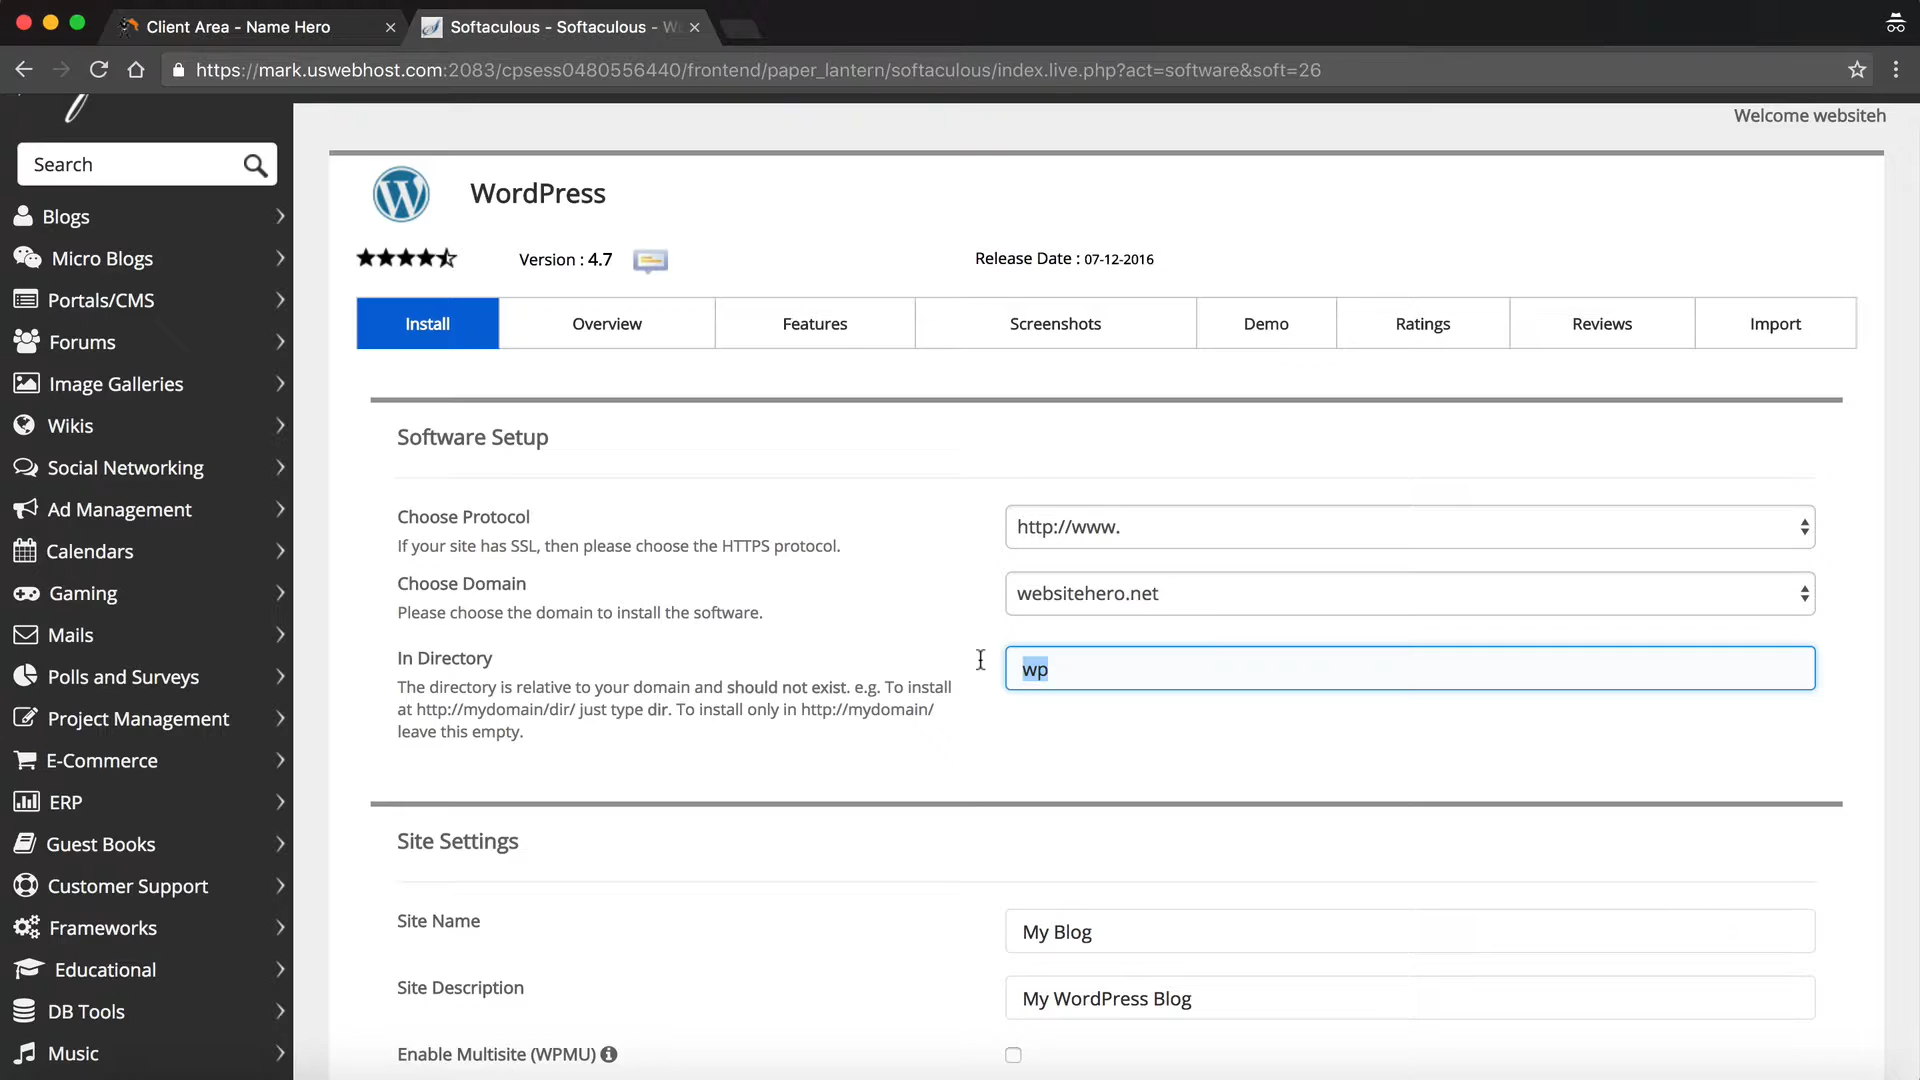 Client Area - Name Hero
Softaculous - Softaculous - W
https://mark.uswebhost.com:2083/cpsess0480556440/frontend/paper_lantern/softaculous/index.live.php?act=software&soft=26
Welcome websiteh
Search
Blogs
Micro Blogs
Portals/CMS
Forums
Image Galleries
Wikis
Social Networking
Ad Management
Calendars
Gaming
Mails
Polls and Surveys
Project Management
E-Commerce
ERP
Guest Books
Customer Support
Frameworks
Educational
DB Tools
Music
WordPress
Version : 4.7
Release Date : 07-12-2016
Install
Overview
Features
Screenshots
Demo
Ratings
Reviews
Import
Software Setup
Choose Protocol
If your site has SSL, then please choose the HTTPS protocol.
http://www.
Choose Domain
Please choose the domain to install the software.
websitehero.net
In Directory
The directory is relative to your domain and should not exist. e.g. To install
at http://mydomain/dir/ just type dir. To install only in http://mydomain/
leave this empty.
wp
Site Settings
Site Name
My Blog
Site Description
My WordPress Blog
Enable Multisite (WPMU)